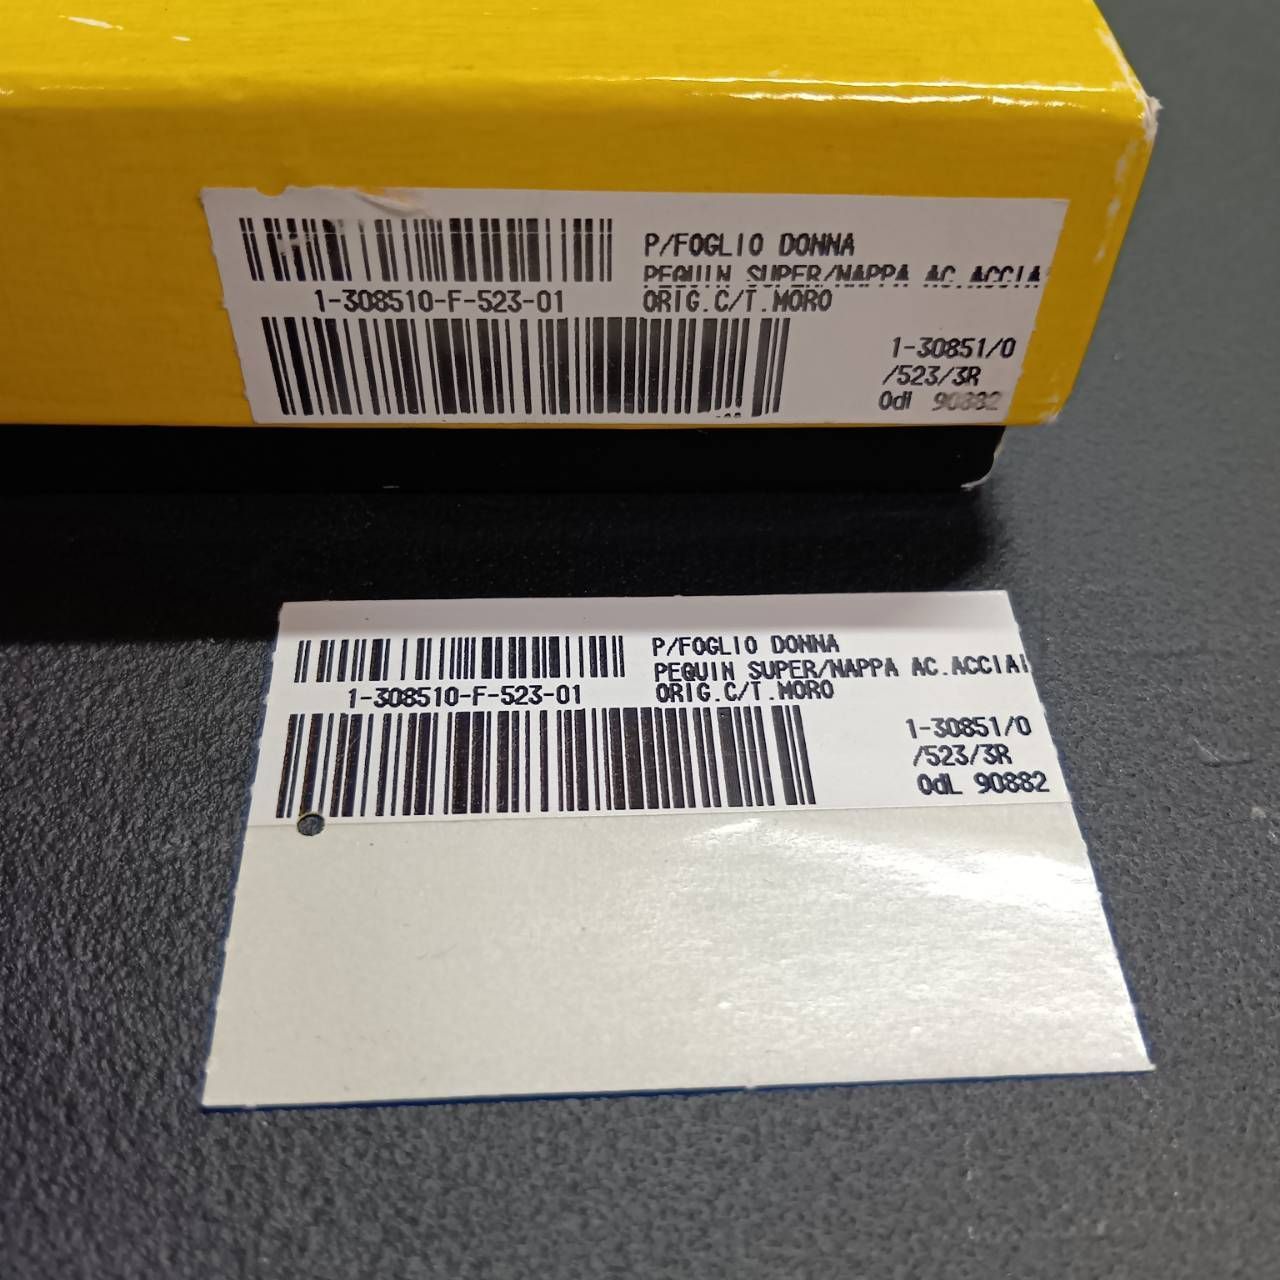 P/FOGLIO DONNA
PEQUIN SUPER/NAPPA AC.ACCIA
1-308510-F-523-01
ORIG.C/T.MORO
1-30851/0
/523/3R
OdL 90882
P/FOGLIO DONNA
PEQUIN SUPER/NAPPA AC.ACCIAI
1-308510-F-523-01
ORIG.C/T.MORO
1-30851/0
/523/3R
OdL 90882